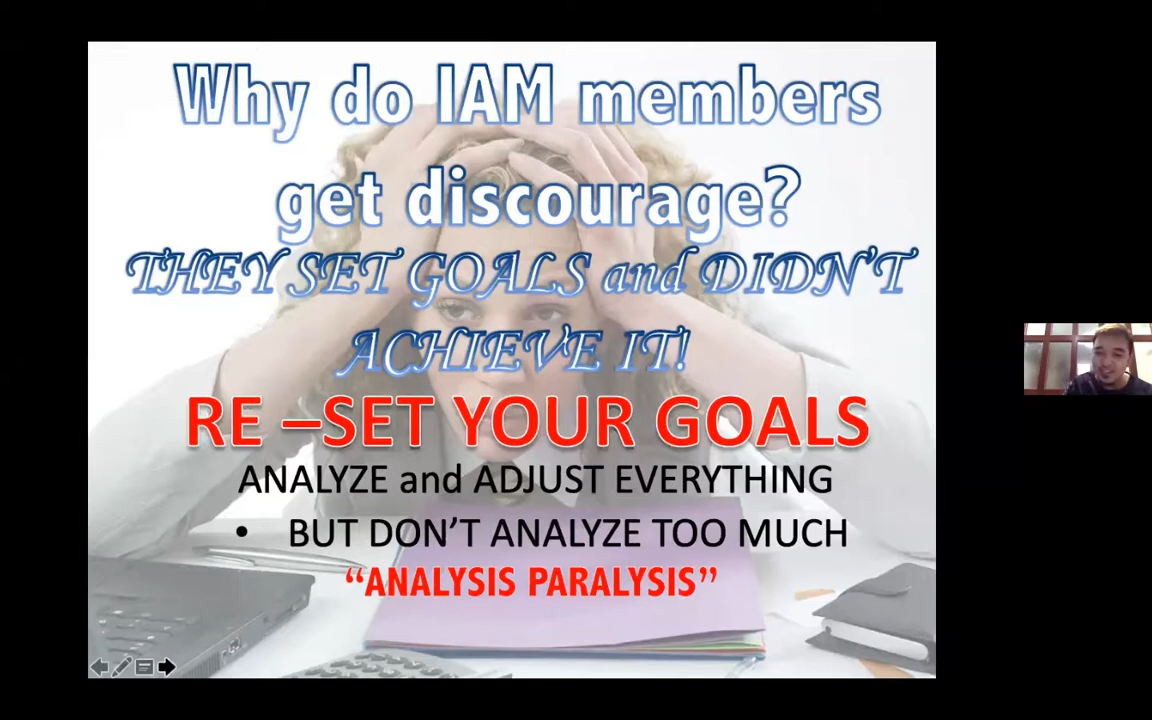 Why do IAM members
get discourage?
THEY SET GOALS and DIDN'T
ACHIEVE IT!
RE –SET YOUR GOALS
ANALYZE and ADJUST EVERYTHING
• BUT DON'T ANALYZE TOO MUCH
“ANALYSIS PARALYSIS”